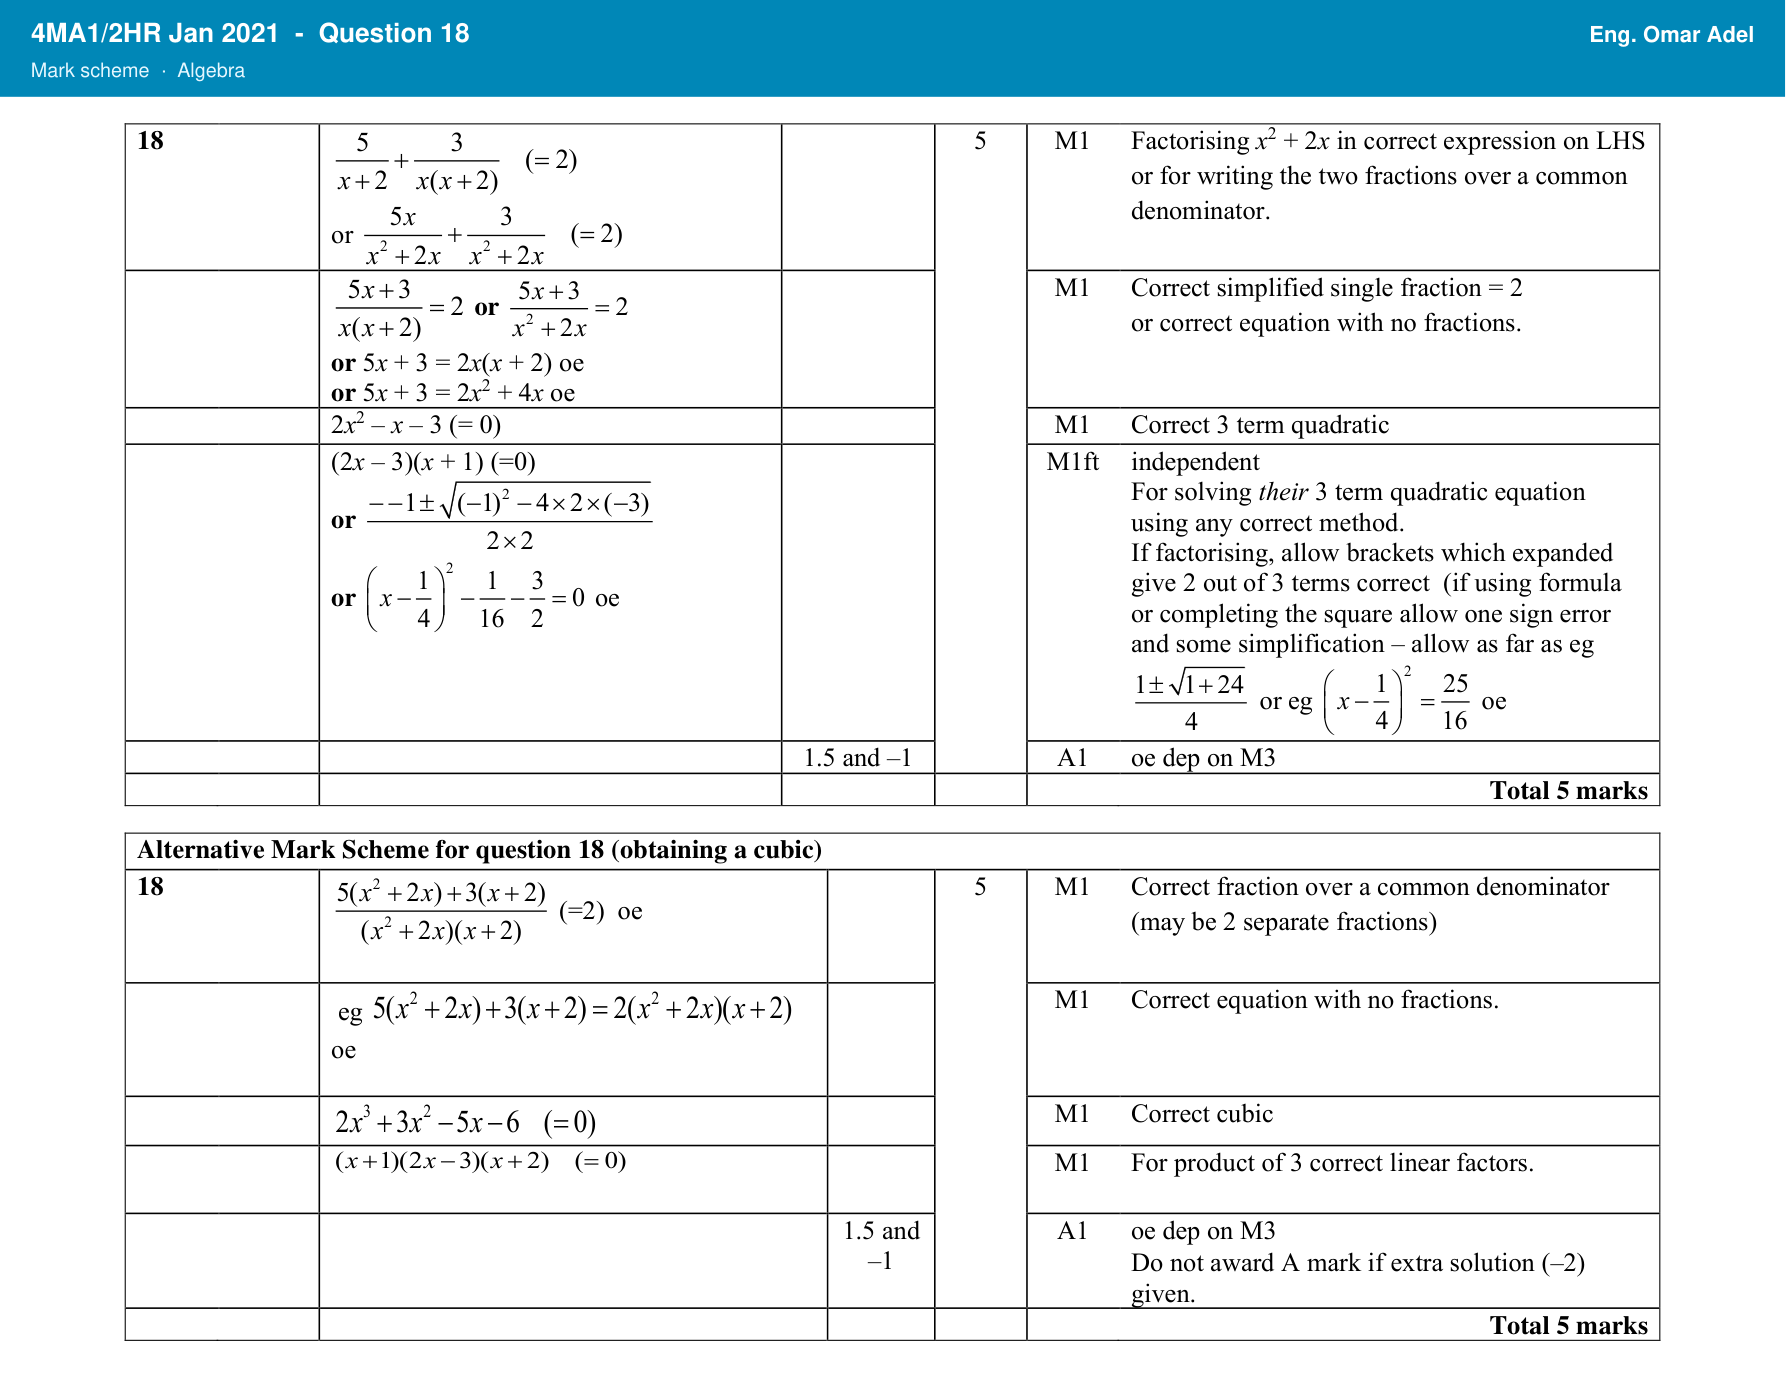 4MA1/2HR Jan 2021 - Question 18
Eng. Omar Adel
Mark scheme · Algebra
18
5/(x+2) + 3/(x(x+2)) (= 2)
or 5x/(x² + 2x) + 3/(x² + 2x) (= 2)
5
M1
Factorising x² + 2x in correct expression on LHS
or for writing the two fractions over a common
denominator.
(5x+3)/(x(x+2)) = 2 or (5x+3)/(x² + 2x) = 2
or 5x + 3 = 2x(x + 2) oe
or 5x + 3 = 2x² + 4x oe
M1
Correct simplified single fraction = 2
or correct equation with no fractions.
2x² – x – 3 (= 0)
M1
Correct 3 term quadratic
(2x – 3)(x + 1) (=0)
or (– –1 ± √((–1)² – 4×2×(–3)))/(2×2)
or (x – 1/4)² – 1/16 – 3/2 = 0 oe
M1ft
independent
For solving their 3 term quadratic equation
using any correct method.
If factorising, allow brackets which expanded
give 2 out of 3 terms correct (if using formula
or completing the square allow one sign error
and some simplification – allow as far as eg
(1 ± √(1+24))/4 or eg (x – 1/4)² = 25/16 oe
1.5 and –1
A1
oe dep on M3
Total 5 marks
Alternative Mark Scheme for question 18 (obtaining a cubic)
18
(5(x² + 2x) + 3(x + 2))/((x² + 2x)(x + 2)) (=2) oe
5
M1
Correct fraction over a common denominator
(may be 2 separate fractions)
eg 5(x² + 2x) + 3(x + 2) = 2(x² + 2x)(x + 2)
oe
M1
Correct equation with no fractions.
2x³ + 3x² – 5x – 6 (= 0)
M1
Correct cubic
(x + 1)(2x – 3)(x + 2) (= 0)
M1
For product of 3 correct linear factors.
1.5 and
–1
A1
oe dep on M3
Do not award A mark if extra solution (–2)
given.
Total 5 marks